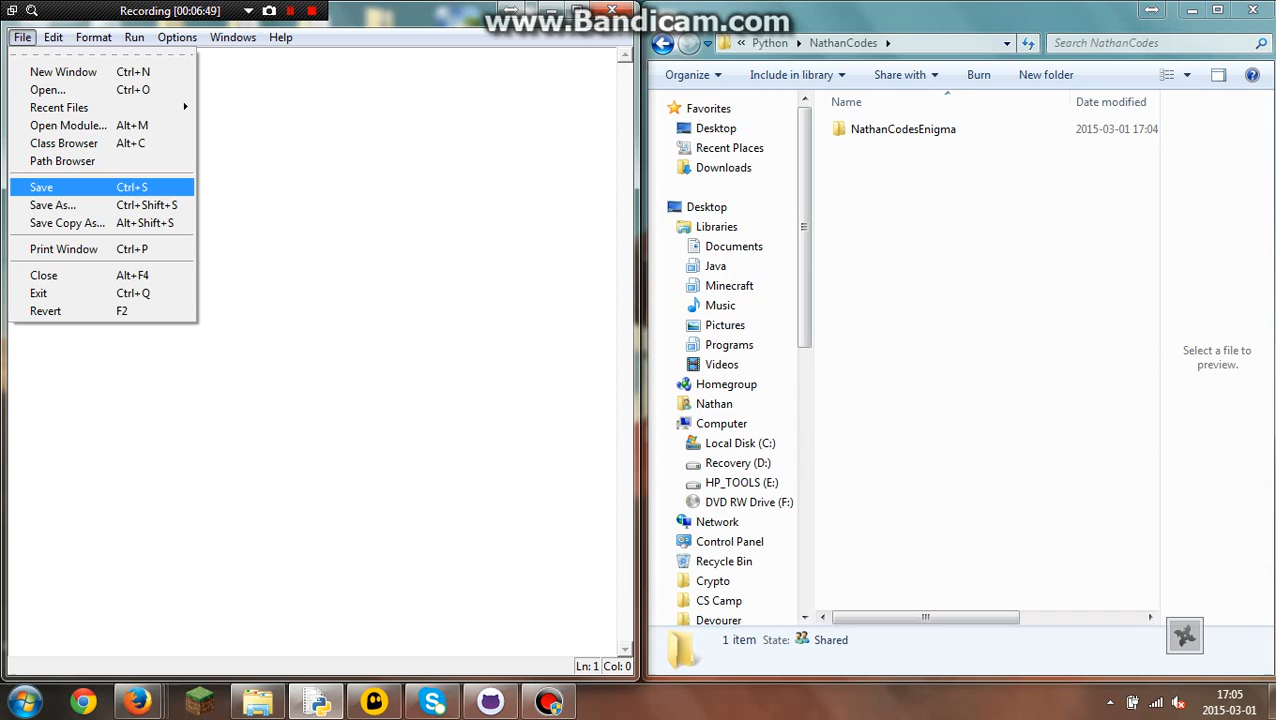 Recording [00:06:49]
www.Bandicam.com
File Edit Format Run Options Windows Help
New Window Ctrl+N
Open... Ctrl+O
Recent Files
Open Module... Alt+M
Class Browser Alt+C
Path Browser
Save Ctrl+S
Save As... Ctrl+Shift+S
Save Copy As... Alt+Shift+S
Print Window Ctrl+P
Close Alt+F4
Exit Ctrl+Q
Revert F2
Ln: 1 Col: 0
« Python NathanCodes Search NathanCodes
Organize Include in library Share with Burn New folder
Name Date modified
NathanCodesEnigma 2015-03-01 17:04
Favorites
Desktop
Recent Places
Downloads
Desktop
Libraries
Documents
Java
Minecraft
Music
Pictures
Programs
Videos
Homegroup
Nathan
Computer
Local Disk (C:)
Recovery (D:)
HP_TOOLS (E:)
DVD RW Drive (F:)
Network
Control Panel
Recycle Bin
Crypto
CS Camp
Devourer
Select a file to
preview.
1 item State: Shared
17:05
2015-03-01